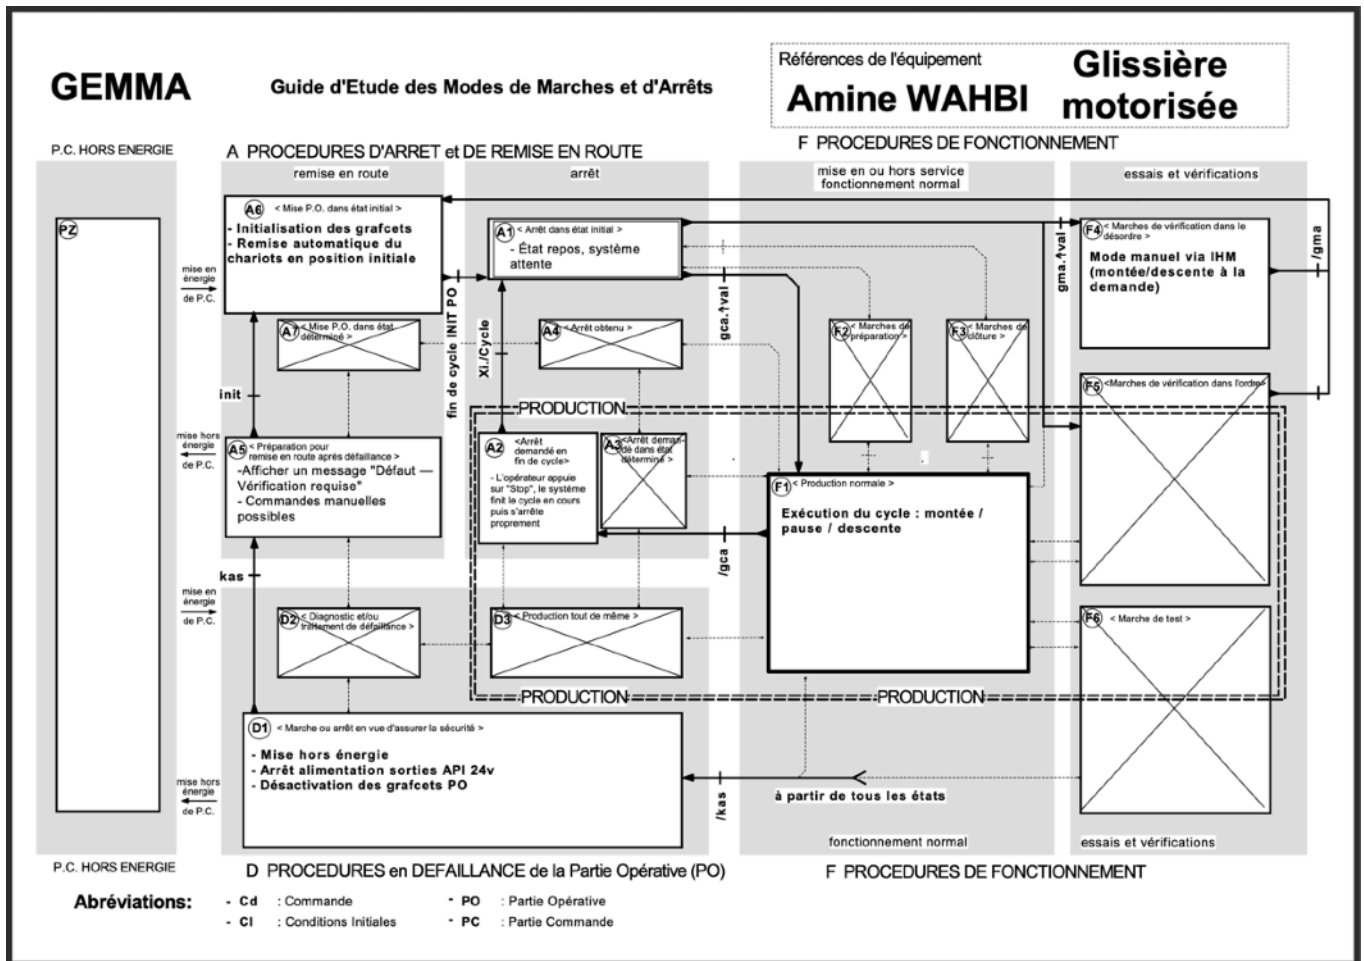 GEMMA
Guide d'Etude des Modes de Marches et d'Arrêts
Références de l'équipement
Amine WAHBI
Glissière
motorisée
P.C. HORS ENERGIE
A PROCEDURES D'ARRET et DE REMISE EN ROUTE
F PROCEDURES DE FONCTIONNEMENT
remise en route
arrêt
mise en ou hors service
fonctionnement normal
essais et vérifications
PZ
mise en
énergie
de P.C.
mise hors
énergie
de P.C.
mise en
énergie
de P.C.
mise hors
énergie
de P.C.
A6 < Mise P.O. dans état initial >
- Initialisation des grafcets
- Remise automatique du
chariots en position initiale
A1 < Arrêt dans état initial >
- État repos, système
attente
F4 < Marches de vérification dans le
désordre >
Mode manuel via IHM
(montée/descente à la
demande)
fin de cycle INIT PO
Xi./Cycle
gca.↑val
gma.↑val
/gma
A7 < Mise P.O. dans état
déterminé >
A4 < Arrêt obtenu >
F2 < Marches de
préparation >
F3 < Marches de
clôture >
F5 <Marches de vérification dans l'ordre>
init
PRODUCTION
A5 < Préparation pour
remise en route après défaillance >
-Afficher un message "Défaut —
Vérification requise"
- Commandes manuelles
possibles
A2 <Arrêt
demandé en
fin de cycle>
- L'opérateur appuie
sur "Stop", le système
finit le cycle en cours
puis s'arrête
proprement
A3 <Arrêt deman-
dé dans état
déterminé >
F1 < Production normale >
Exécution du cycle : montée /
pause / descente
/gca
kas
D2 < Diagnostic et/ou
traitement de défaillance >
D3 < Production tout de même >
F6 < Marche de test >
PRODUCTION
PRODUCTION
D1 < Marche ou arrêt en vue d'assurer la sécurité >
- Mise hors énergie
- Arrêt alimentation sorties API 24v
- Désactivation des grafcets PO
/kas
à partir de tous les états
fonctionnement normal
essais et vérifications
P.C. HORS ENERGIE
D PROCEDURES en DEFAILLANCE de la Partie Opérative (PO)
F PROCEDURES DE FONCTIONNEMENT
Abréviations:
- Cd : Commande
- PO : Partie Opérative
- CI : Conditions Initiales
- PC : Partie Commande